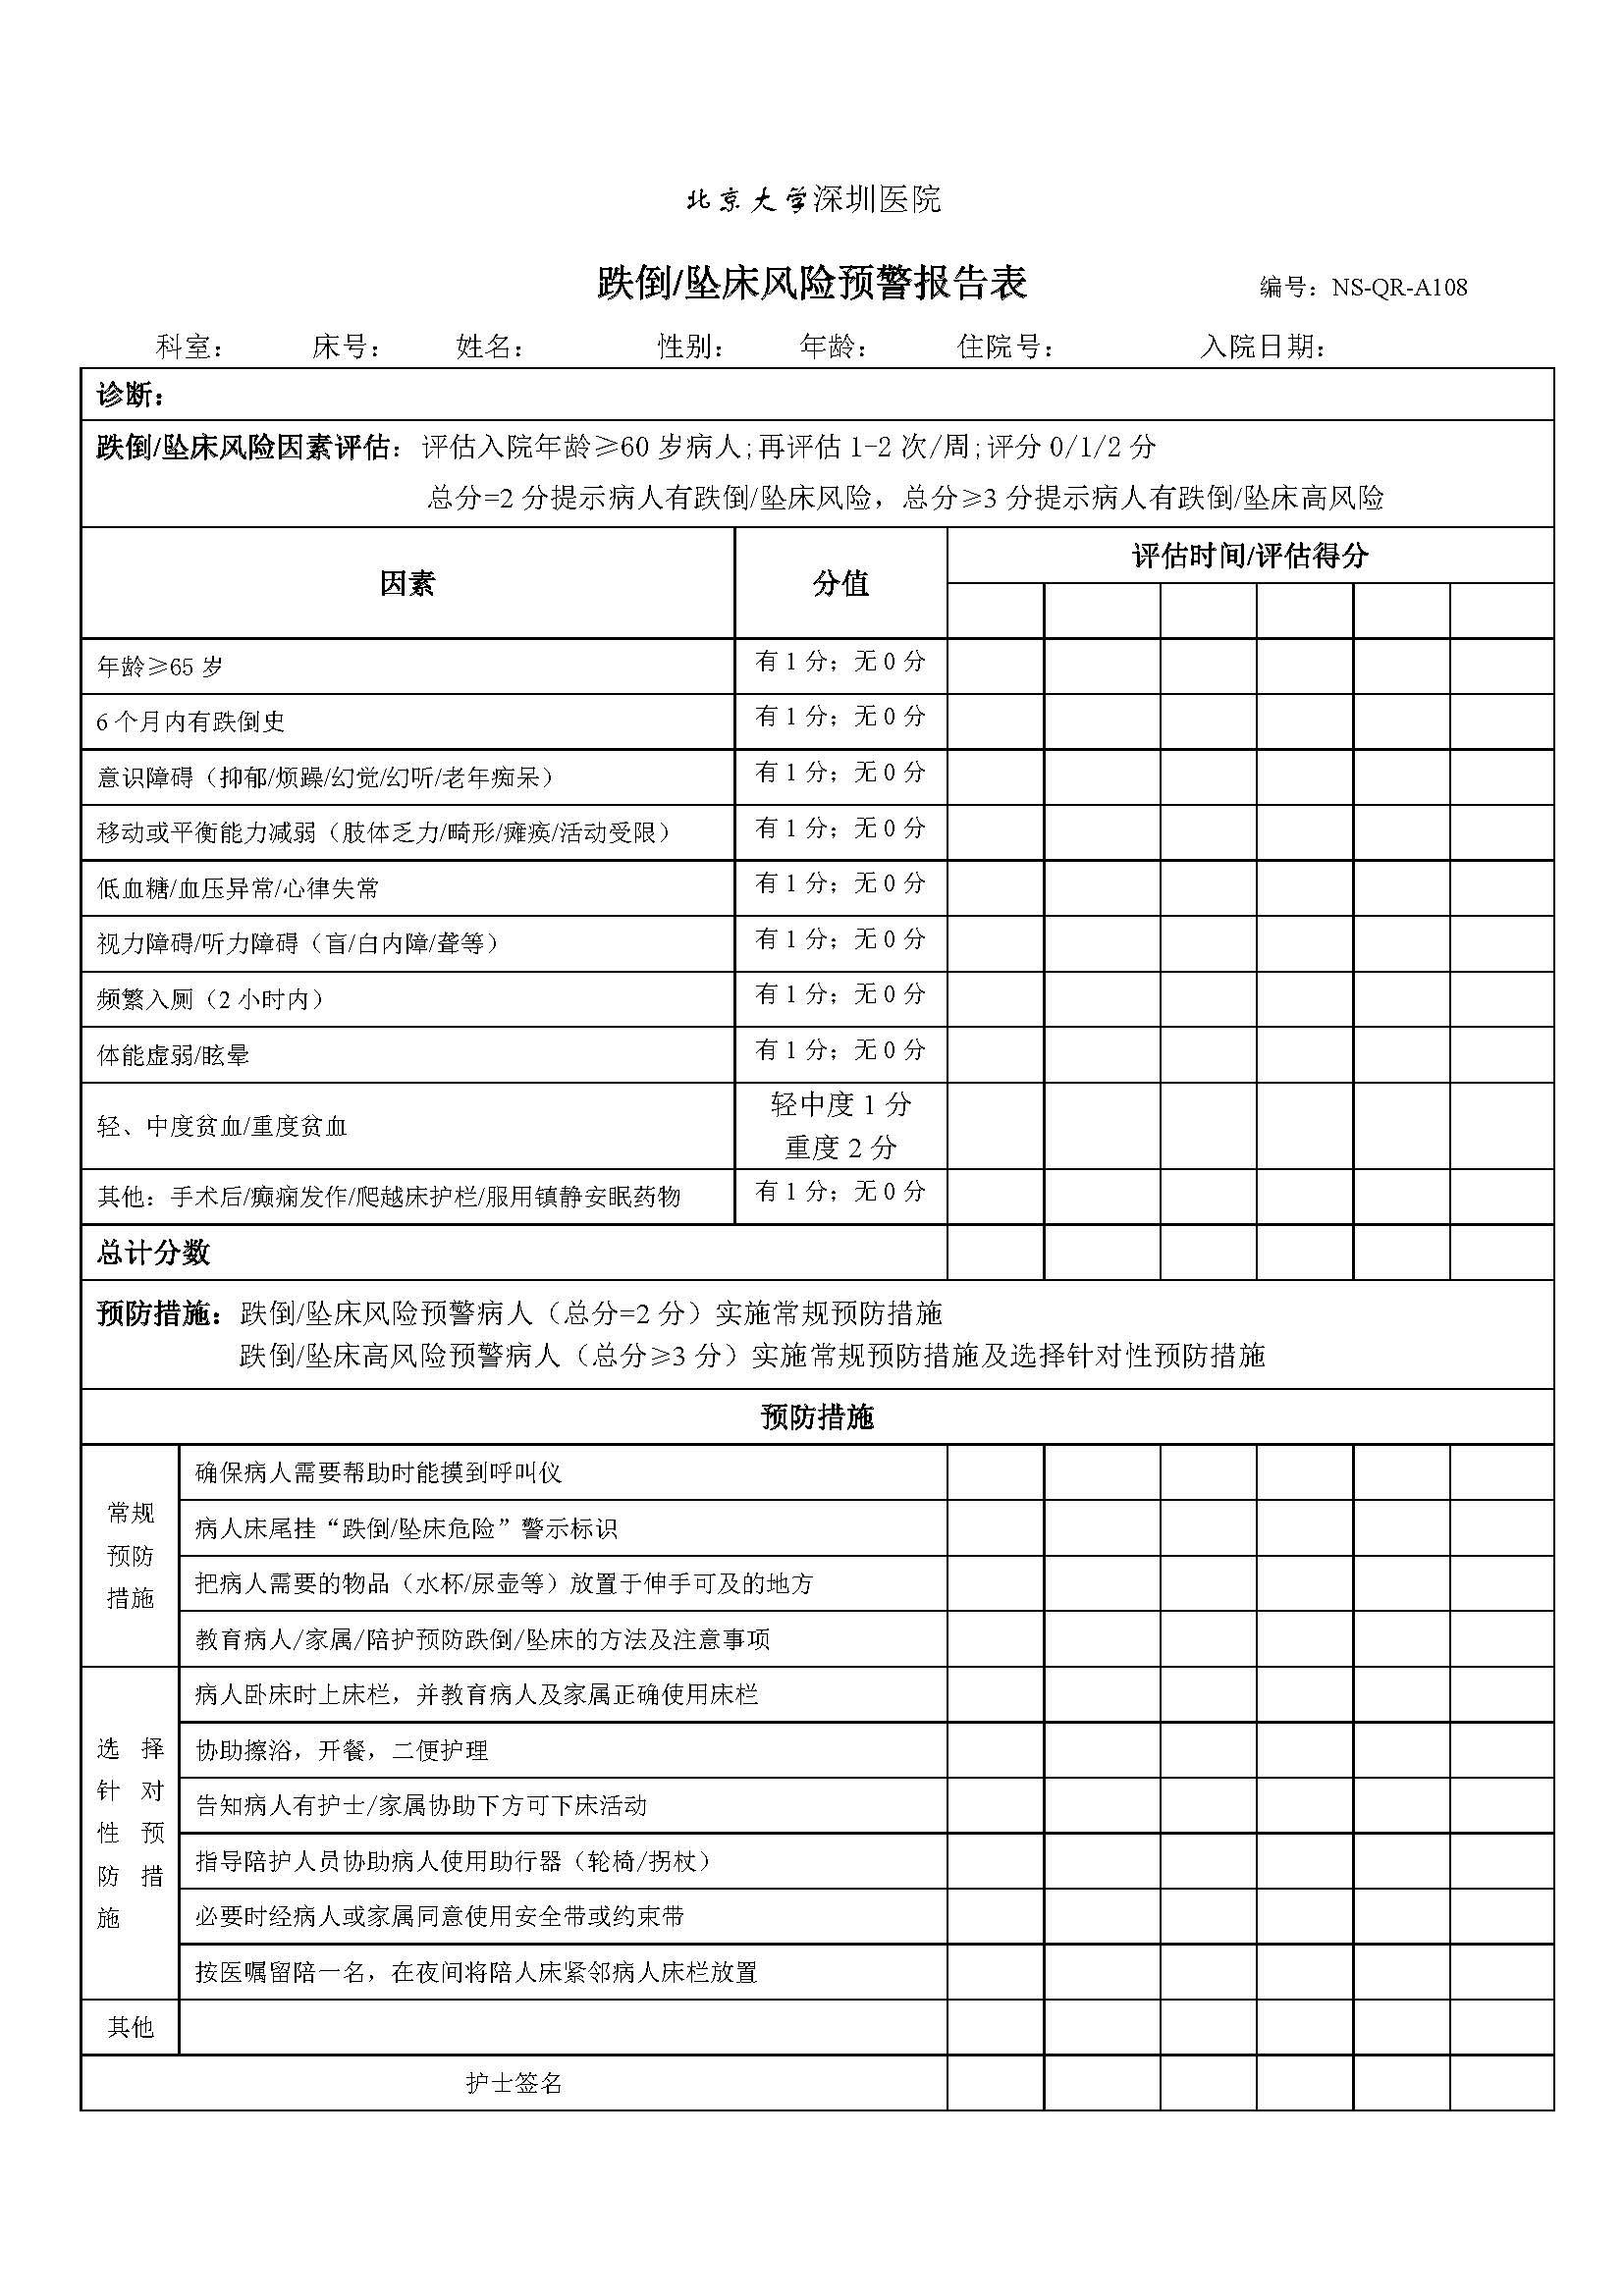 北京大学深圳医院
跌倒/坠床风险预警报告表 编号：NS-QR-A108
科室： 床号： 姓名： 性别： 年龄： 住院号： 入院日期：
诊断：
跌倒/坠床风险因素评估：评估入院年龄≥60岁病人;再评估1-2次/周;评分0/1/2分
总分=2分提示病人有跌倒/坠床风险，总分≥3分提示病人有跌倒/坠床高风险
因素 分值 评估时间/评估得分
年龄≥65岁 有1分；无0分
6个月内有跌倒史 有1分；无0分
意识障碍（抑郁/烦躁/幻觉/幻听/老年痴呆） 有1分；无0分
移动或平衡能力减弱（肢体乏力/畸形/瘫痪/活动受限） 有1分；无0分
低血糖/血压异常/心律失常 有1分；无0分
视力障碍/听力障碍（盲/白内障/聋等） 有1分；无0分
频繁入厕（2小时内） 有1分；无0分
体能虚弱/眩晕 有1分；无0分
轻、中度贫血/重度贫血 轻中度1分
重度2分
其他：手术后/癫痫发作/爬越床护栏/服用镇静安眠药物 有1分；无0分
总计分数
预防措施：跌倒/坠床风险预警病人（总分=2分）实施常规预防措施
跌倒/坠床高风险预警病人（总分≥3分）实施常规预防措施及选择针对性预防措施
预防措施
常规
预防
措施
确保病人需要帮助时能摸到呼叫仪
病人床尾挂“跌倒/坠床危险”警示标识
把病人需要的物品（水杯/尿壶等）放置于伸手可及的地方
教育病人/家属/陪护预防跌倒/坠床的方法及注意事项
选择
针对
性预
防措
施
病人卧床时上床栏，并教育病人及家属正确使用床栏
协助擦浴，开餐，二便护理
告知病人有护士/家属协助下方可下床活动
指导陪护人员协助病人使用助行器（轮椅/拐杖）
必要时经病人或家属同意使用安全带或约束带
按医嘱留陪一名，在夜间将陪人床紧邻病人床栏放置
其他
护士签名